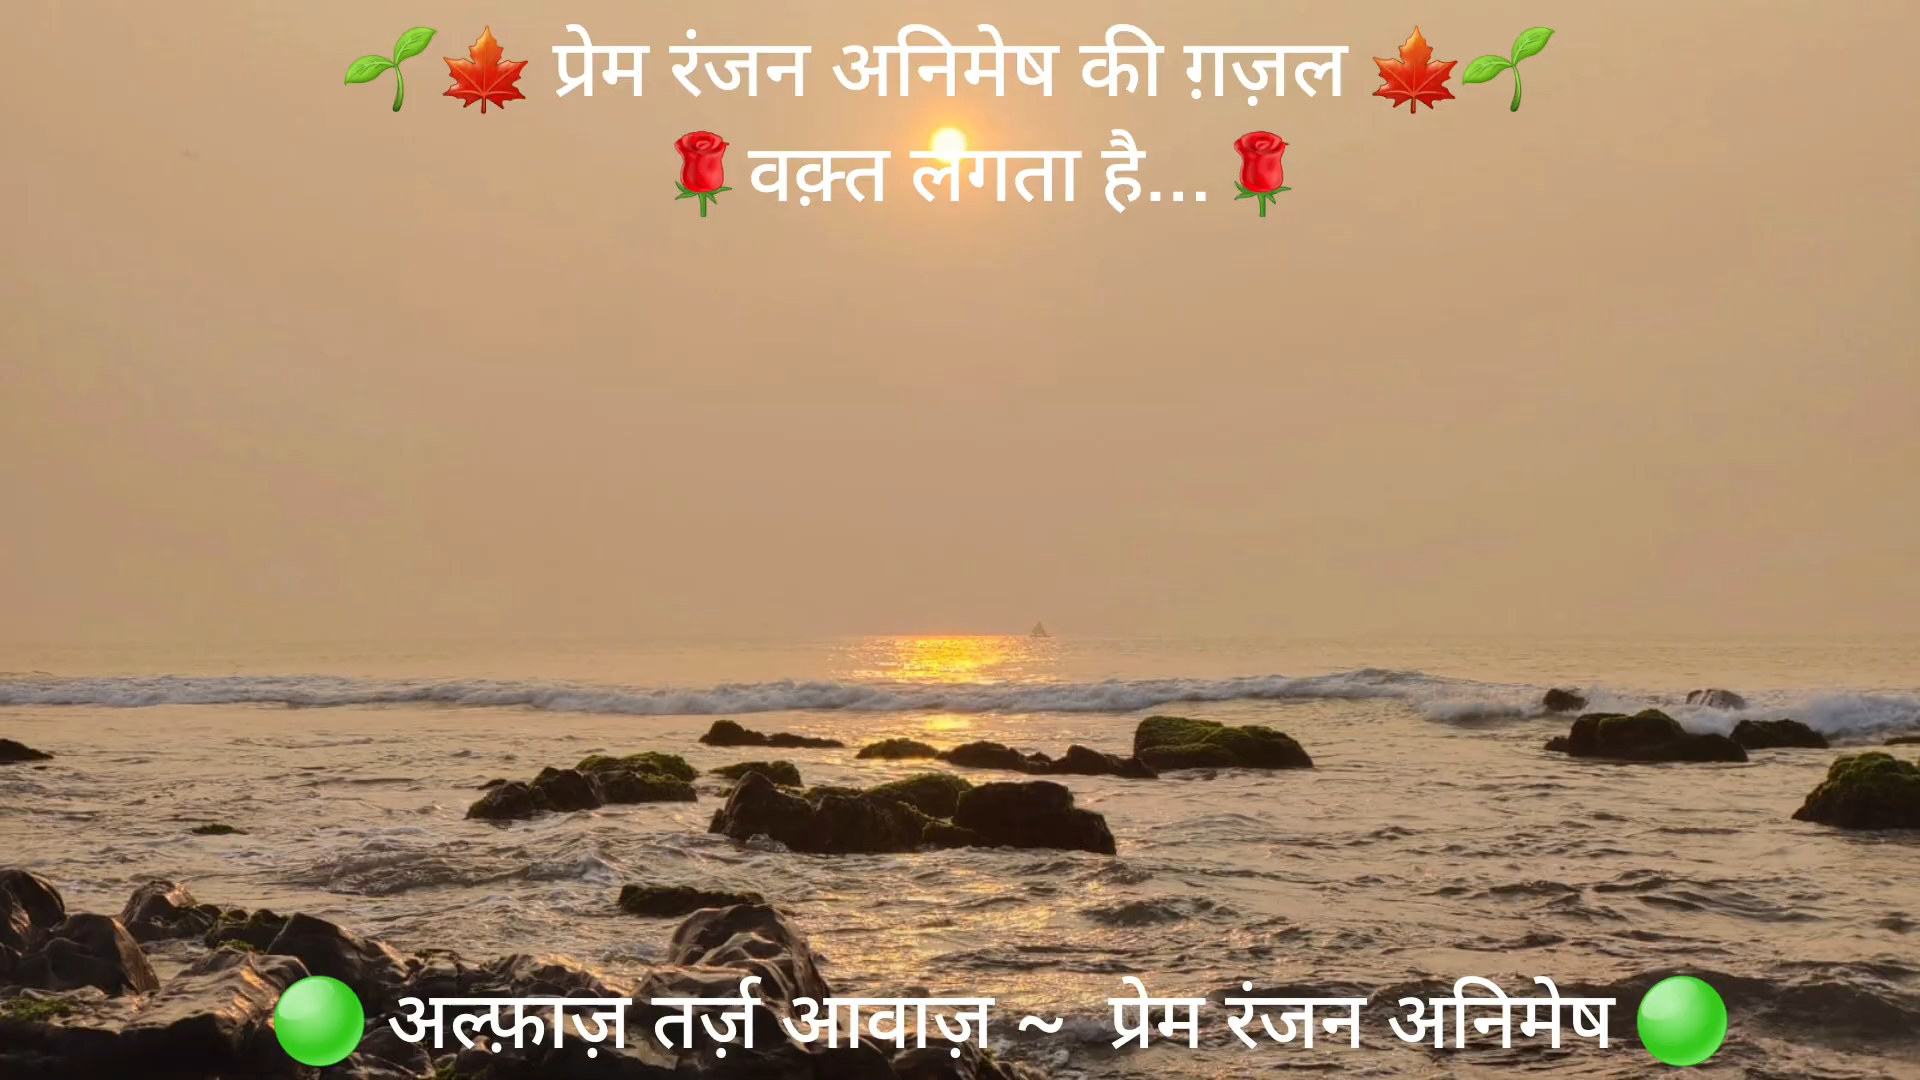 🌱🍁 प्रेम रंजन अनिमेष की ग़ज़ल 🍁🌱
🌹वक़्त लगता है...🌹
🟢 अल्फ़ाज़ तर्ज़ आवाज़ ~ प्रेम रंजन अनिमेष 🟢